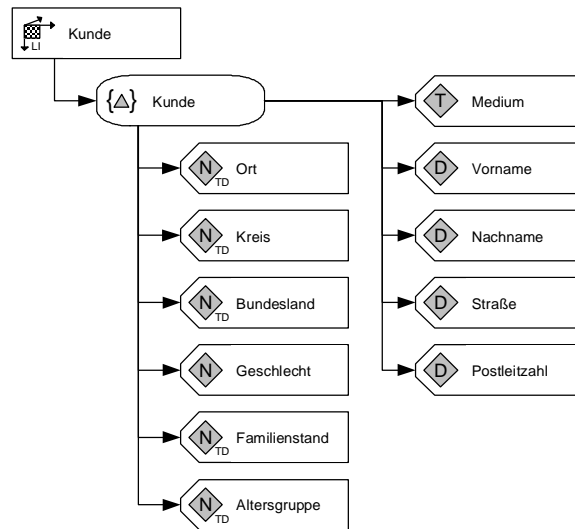 LI Kunde
{ } Kunde
T Medium
N TD Ort
D Vorname
N TD Kreis
D Nachname
N TD Bundesland
D Straße
N Geschlecht
D Postleitzahl
N TD Familienstand
N TD Altersgruppe